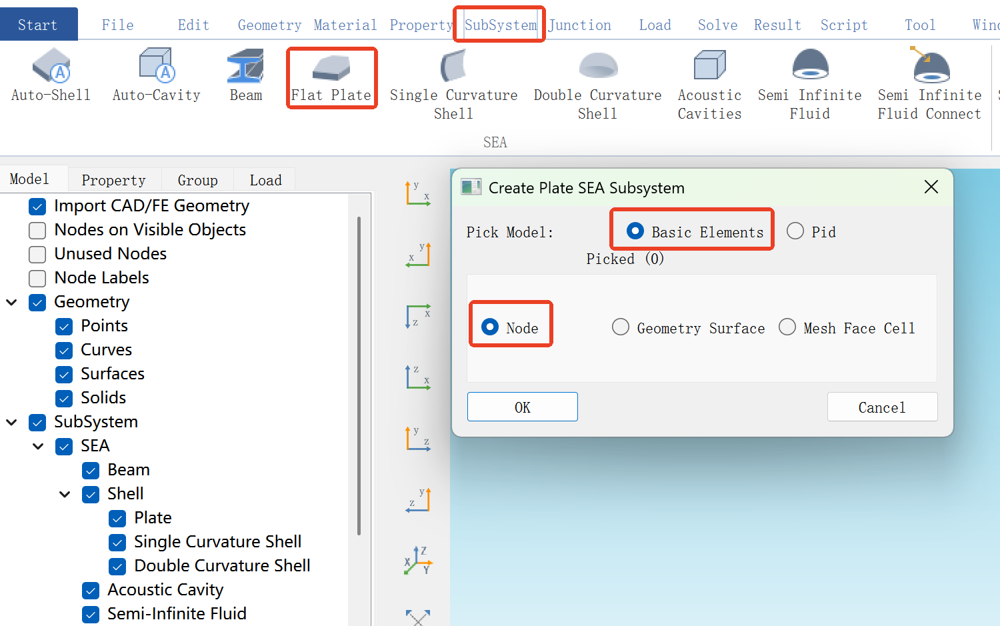 Start File Edit Geometry Material Property SubSystem Junction Load Solve Result Script Tool
Auto-Shell Auto-Cavity Beam Flat Plate Single Curvature Shell Double Curvature Shell Acoustic Cavities Semi Infinite Fluid Semi Infinite Fluid Connect
SEA
Model Property Group Load
Import CAD/FE Geometry
Nodes on Visible Objects
Unused Nodes
Node Labels
Geometry
Points
Curves
Surfaces
Solids
SubSystem
SEA
Beam
Shell
Plate
Single Curvature Shell
Double Curvature Shell
Acoustic Cavity
Semi-Infinite Fluid
y
x
y
x
x
z
z
x
y
z
y
z
Z
X
Y
Create Plate SEA Subsystem
Pick Model: Basic Elements Pid
Picked (0)
Node Geometry Surface Mesh Face Cell
OK Cancel